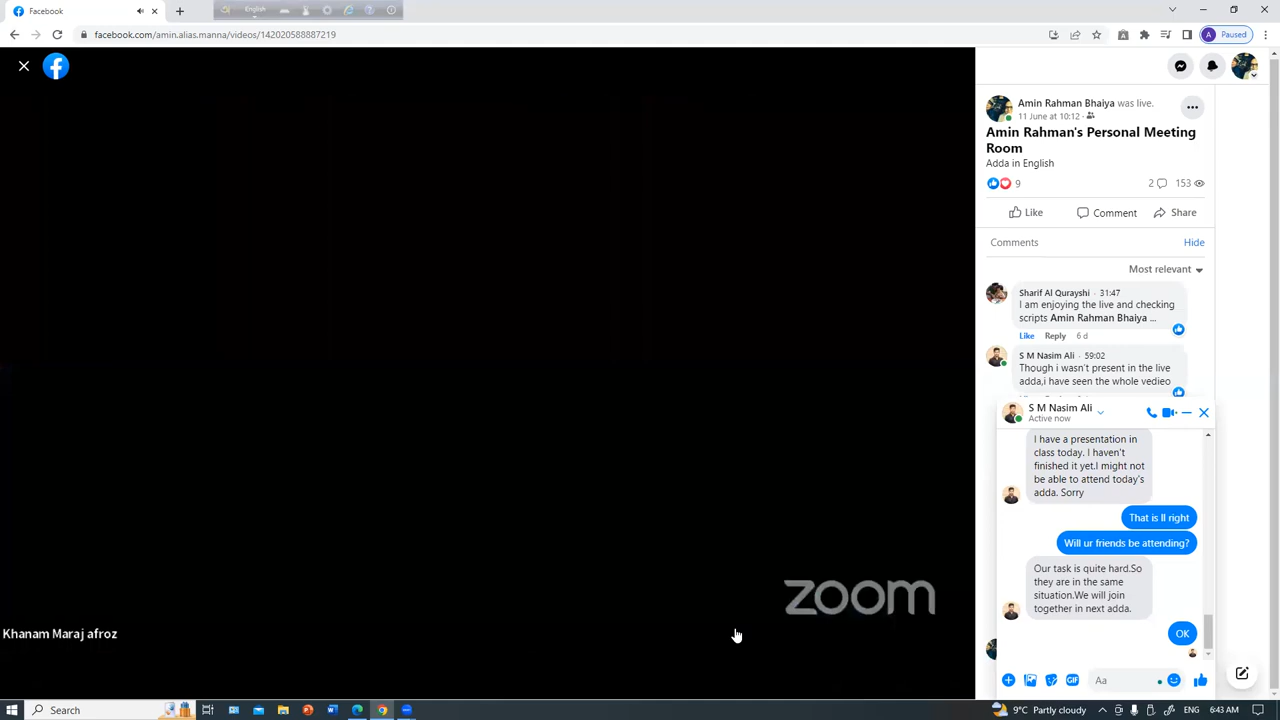 Facebook
English
facebook.com/amin.alias.manna/videos/142020588887219
A
Paused
Amin Rahman Bhaiya was live.
11 June at 10:12 ·
Amin Rahman's Personal Meeting
Room
Adda in English
9
2
153
Like
Comment
Share
Comments
Hide
Most relevant
Sharif Al Qurayshi · 31:47
I am enjoying the live and checking
scripts Amin Rahman Bhaiya ...
Like Reply 6 d
S M Nasim Ali · 59:02
Though i wasn't present in the live
adda,i have seen the whole vedieo
S M Nasim Ali
Active now
I have a presentation in
class today. I haven't
finished it yet.I might not
be able to attend today's
adda. Sorry
That is ll right
Will ur friends be attending?
Our task is quite hard.So
they are in the same
situation.We will join
together in next adda.
OK
GIF
Aa
zoom
Khanam Maraj afroz
Search
9°C Partly cloudy
6:43 AM